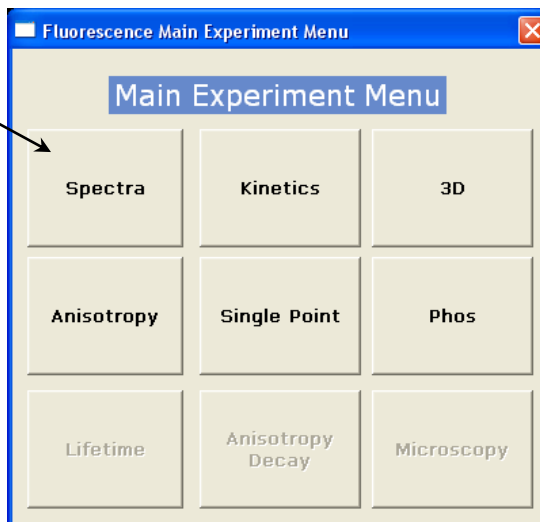 Fluorescence Main Experiment Menu
Main Experiment Menu
Spectra
Kinetics
3D
Anisotropy
Single Point
Phos
Lifetime
Anisotropy
Decay
Microscopy